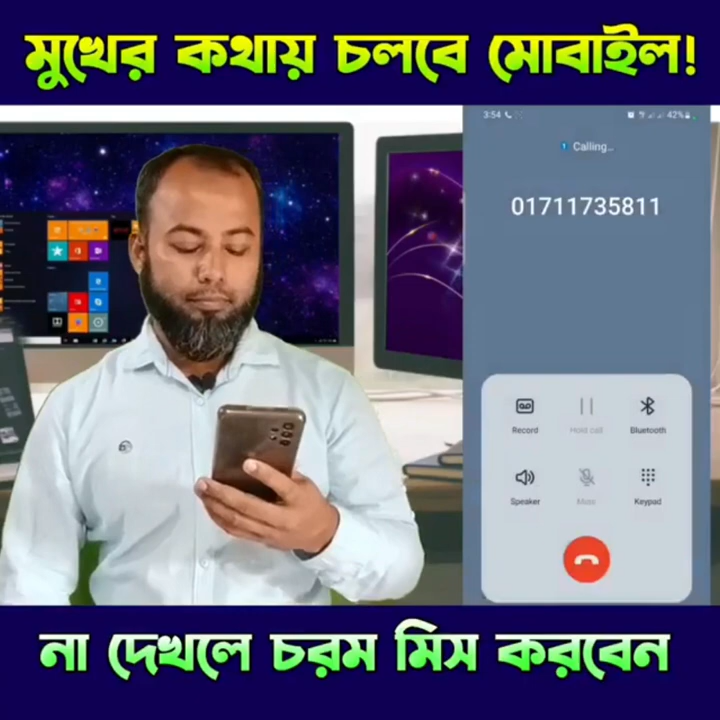 মুখের কথায় চলবে মোবাইল!
3:54
42%
Calling...
01711735811
Record
Hold call
Bluetooth
Speaker
Mute
Keypad
না দেখলে চরম মিস করবেন